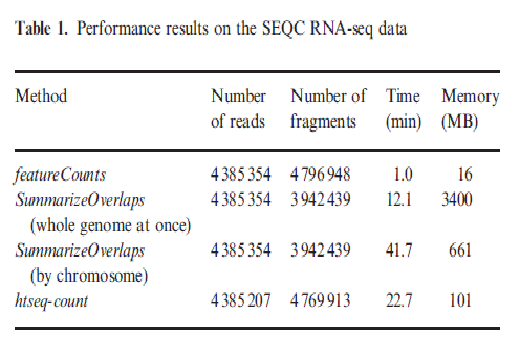 Table 1. Performance results on the SEQC RNA-seq data
Method Number Number of Time Memory
of reads fragments (min) (MB)
featureCounts 4 385 354 4 796 948 1.0 16
SummarizeOverlaps 4 385 354 3 942 439 12.1 3400
(whole genome at once)
SummarizeOverlaps 4 385 354 3 942 439 41.7 661
(by chromosome)
htseq-count 4 385 207 4 769 913 22.7 101